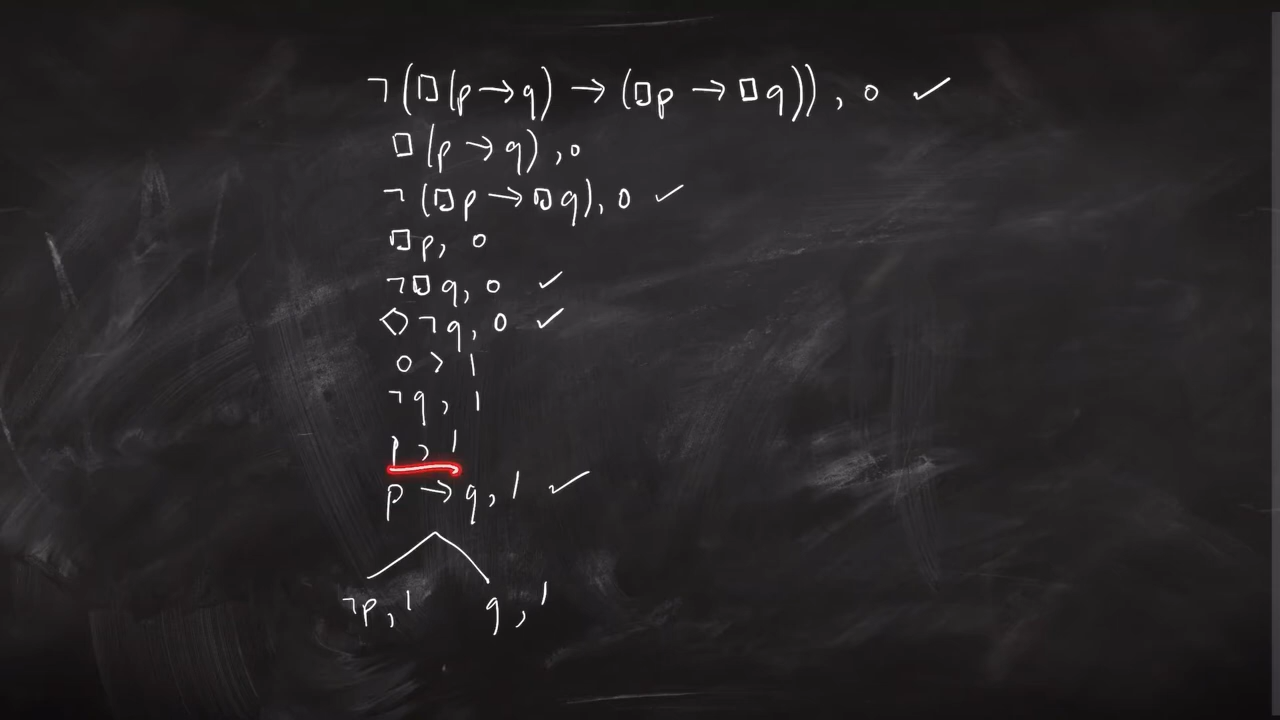 ¬(□(p→q)→(□p→□q)), 0 ✓
□(p→q), 0
¬(□p→□q), 0 ✓
□p, 0
¬□q, 0 ✓
◇¬q, 0 ✓
0 > 1
¬q, 1
p, 1
p→q, 1 ✓
¬p, 1 q, 1